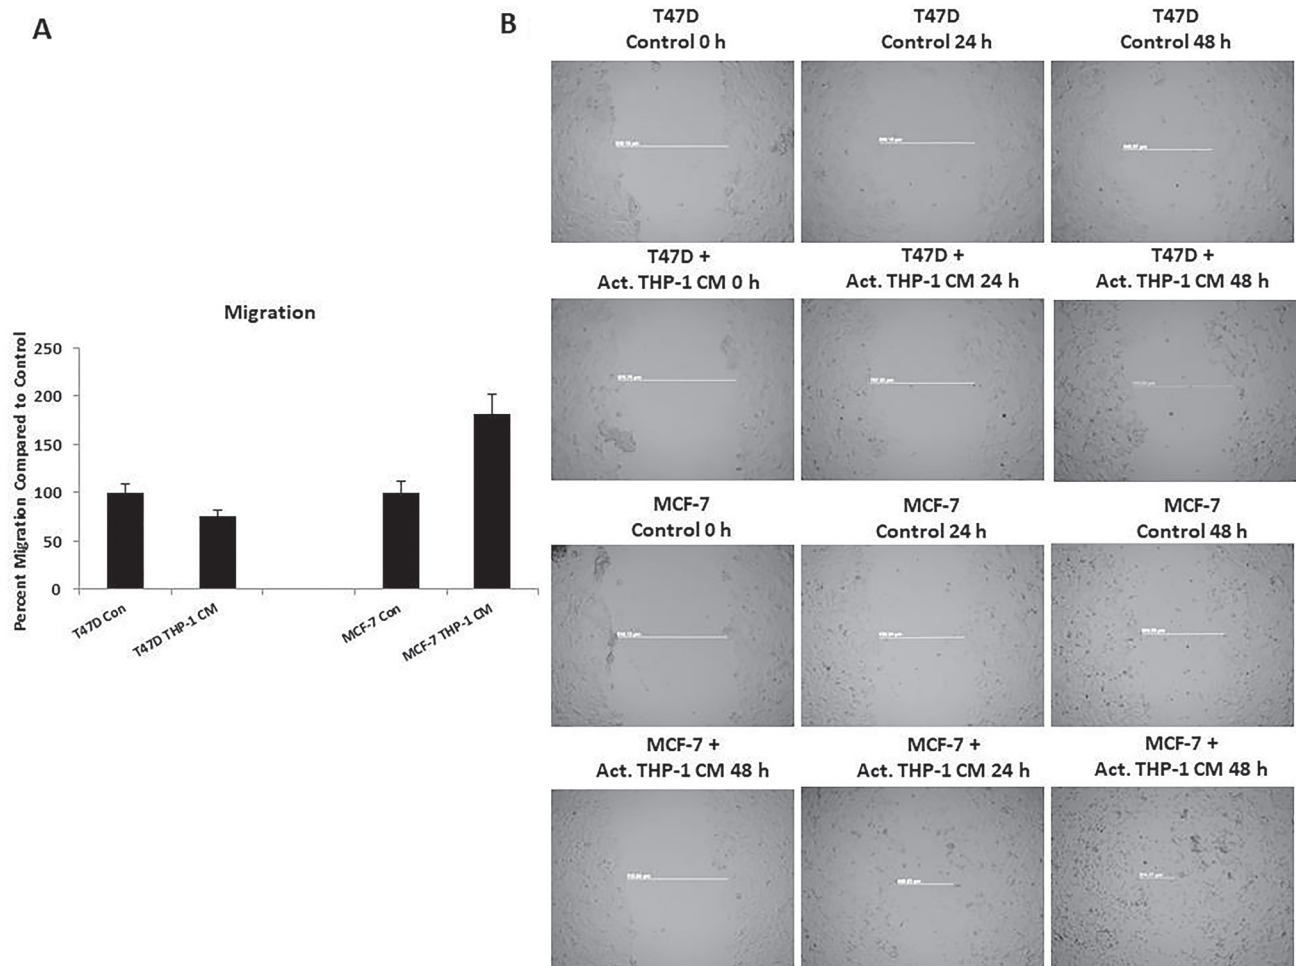 A
Migration
Percent Migration Compared to Control
250
200
150
100
50
0
T47D Con
T47D THP-1 CM
MCF-7 Con
MCF-7 THP-1 CM
B
T47D
Control 0 h
T47D
Control 24 h
T47D
Control 48 h
T47D +
Act. THP-1 CM 0 h
T47D +
Act. THP-1 CM 24 h
T47D +
Act. THP-1 CM 48 h
MCF-7
Control 0 h
MCF-7
Control 24 h
MCF-7
Control 48 h
MCF-7 +
Act. THP-1 CM 48 h
MCF-7 +
Act. THP-1 CM 24 h
MCF-7 +
Act. THP-1 CM 48 h